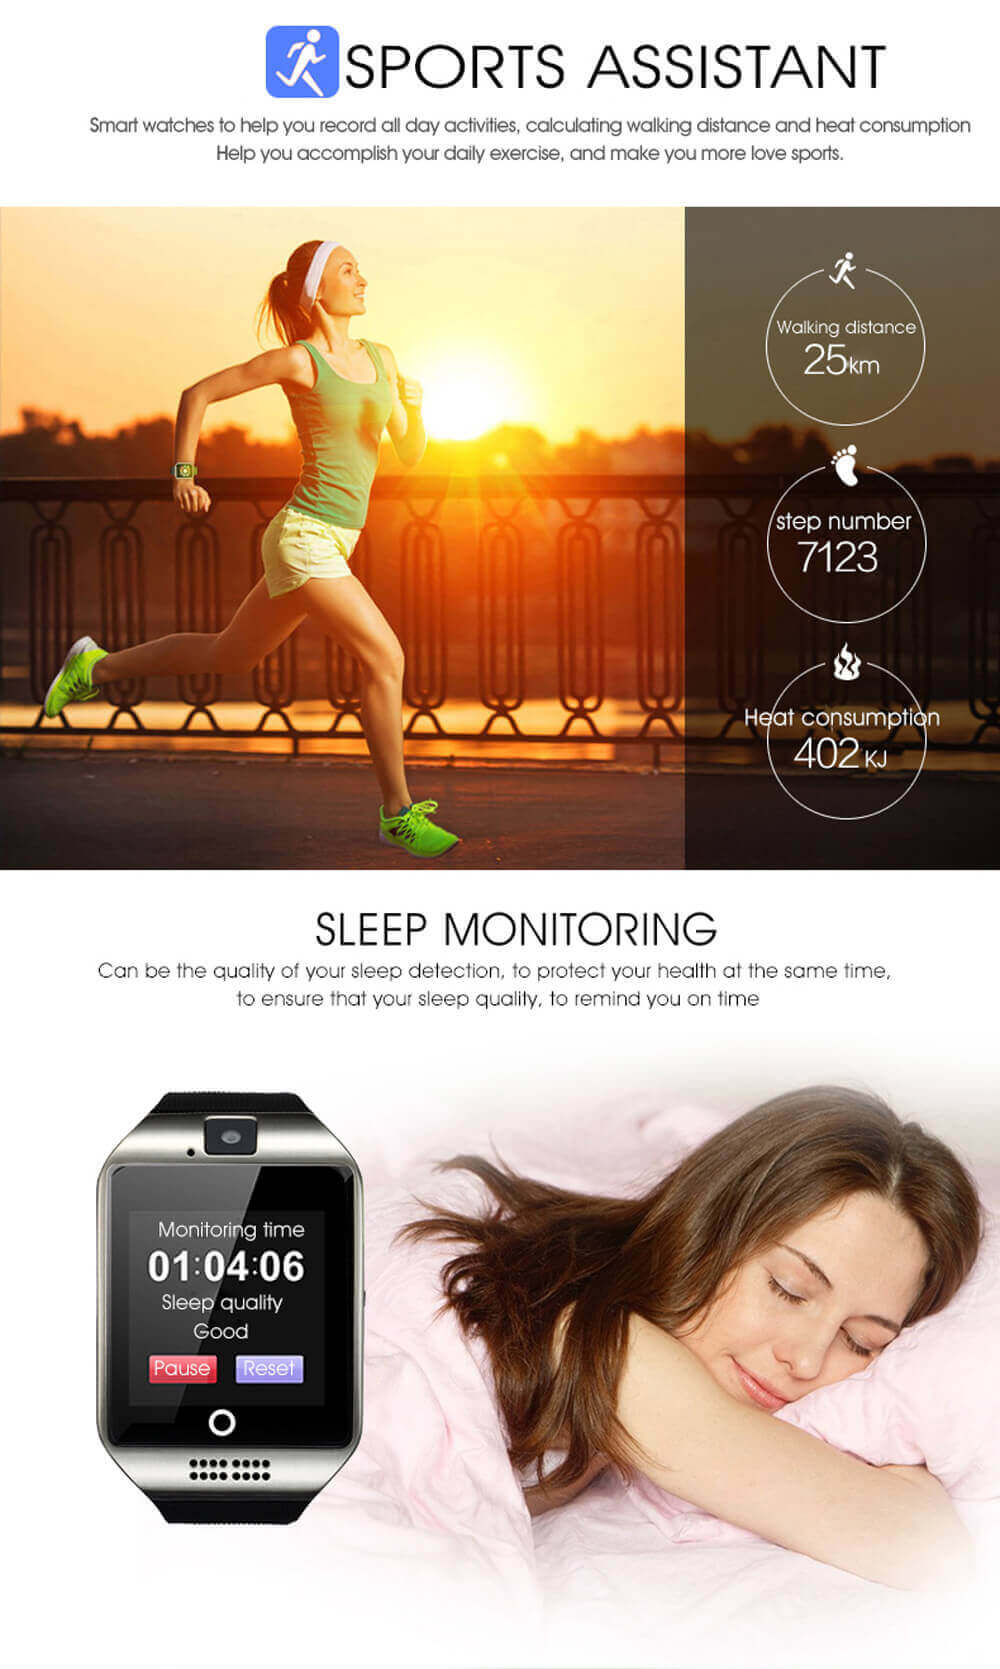 SPORTS ASSISTANT
Smart watches to help you record all day activities, calculating walking distance and heat consumption
Help you accomplish your daily exercise, and make you more love sports.
Walking distance
25km
step number
7123
Heat consumption
402 KJ
SLEEP MONITORING
Can be the quality of your sleep detection, to protect your health at the same time,
to ensure that your sleep quality, to remind you on time
Monitoring time
01:04:06
Sleep quality
Good
Pause Reset